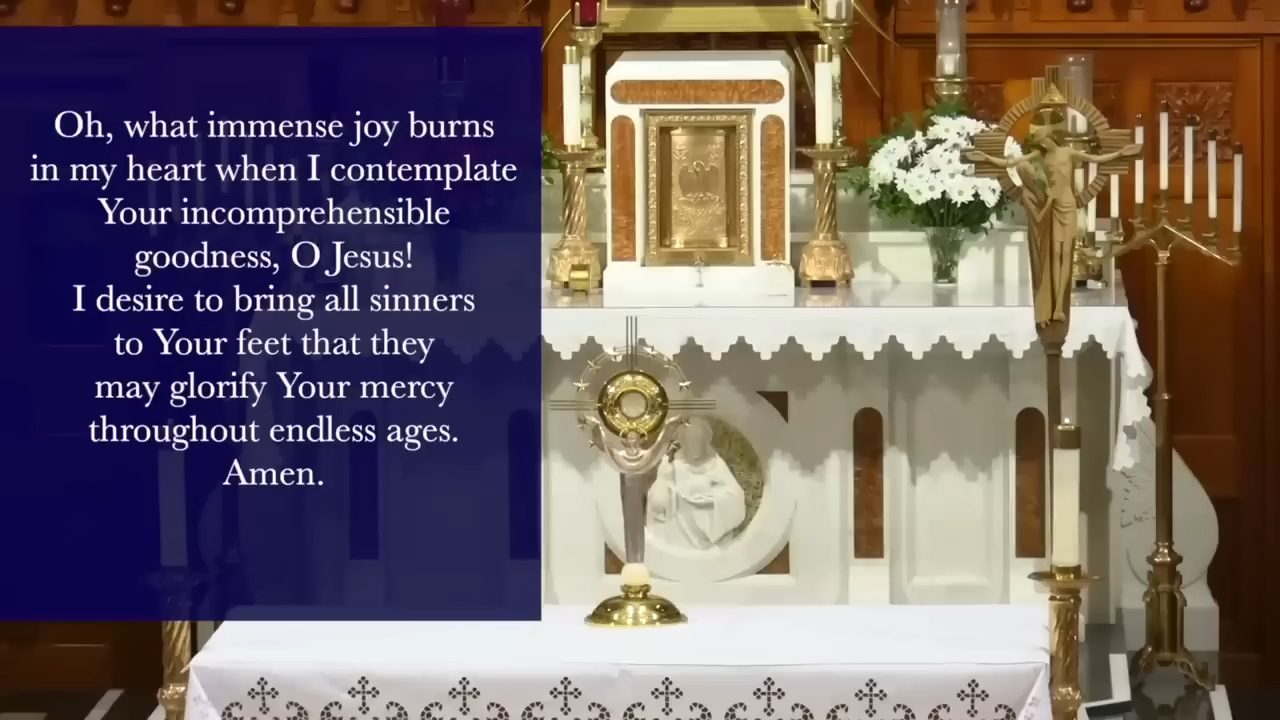 Oh, what immense joy burns
in my heart when I contemplate
Your incomprehensible
goodness, O Jesus!
I desire to bring all sinners
to Your feet that they
may glorify Your mercy
throughout endless ages.
Amen.